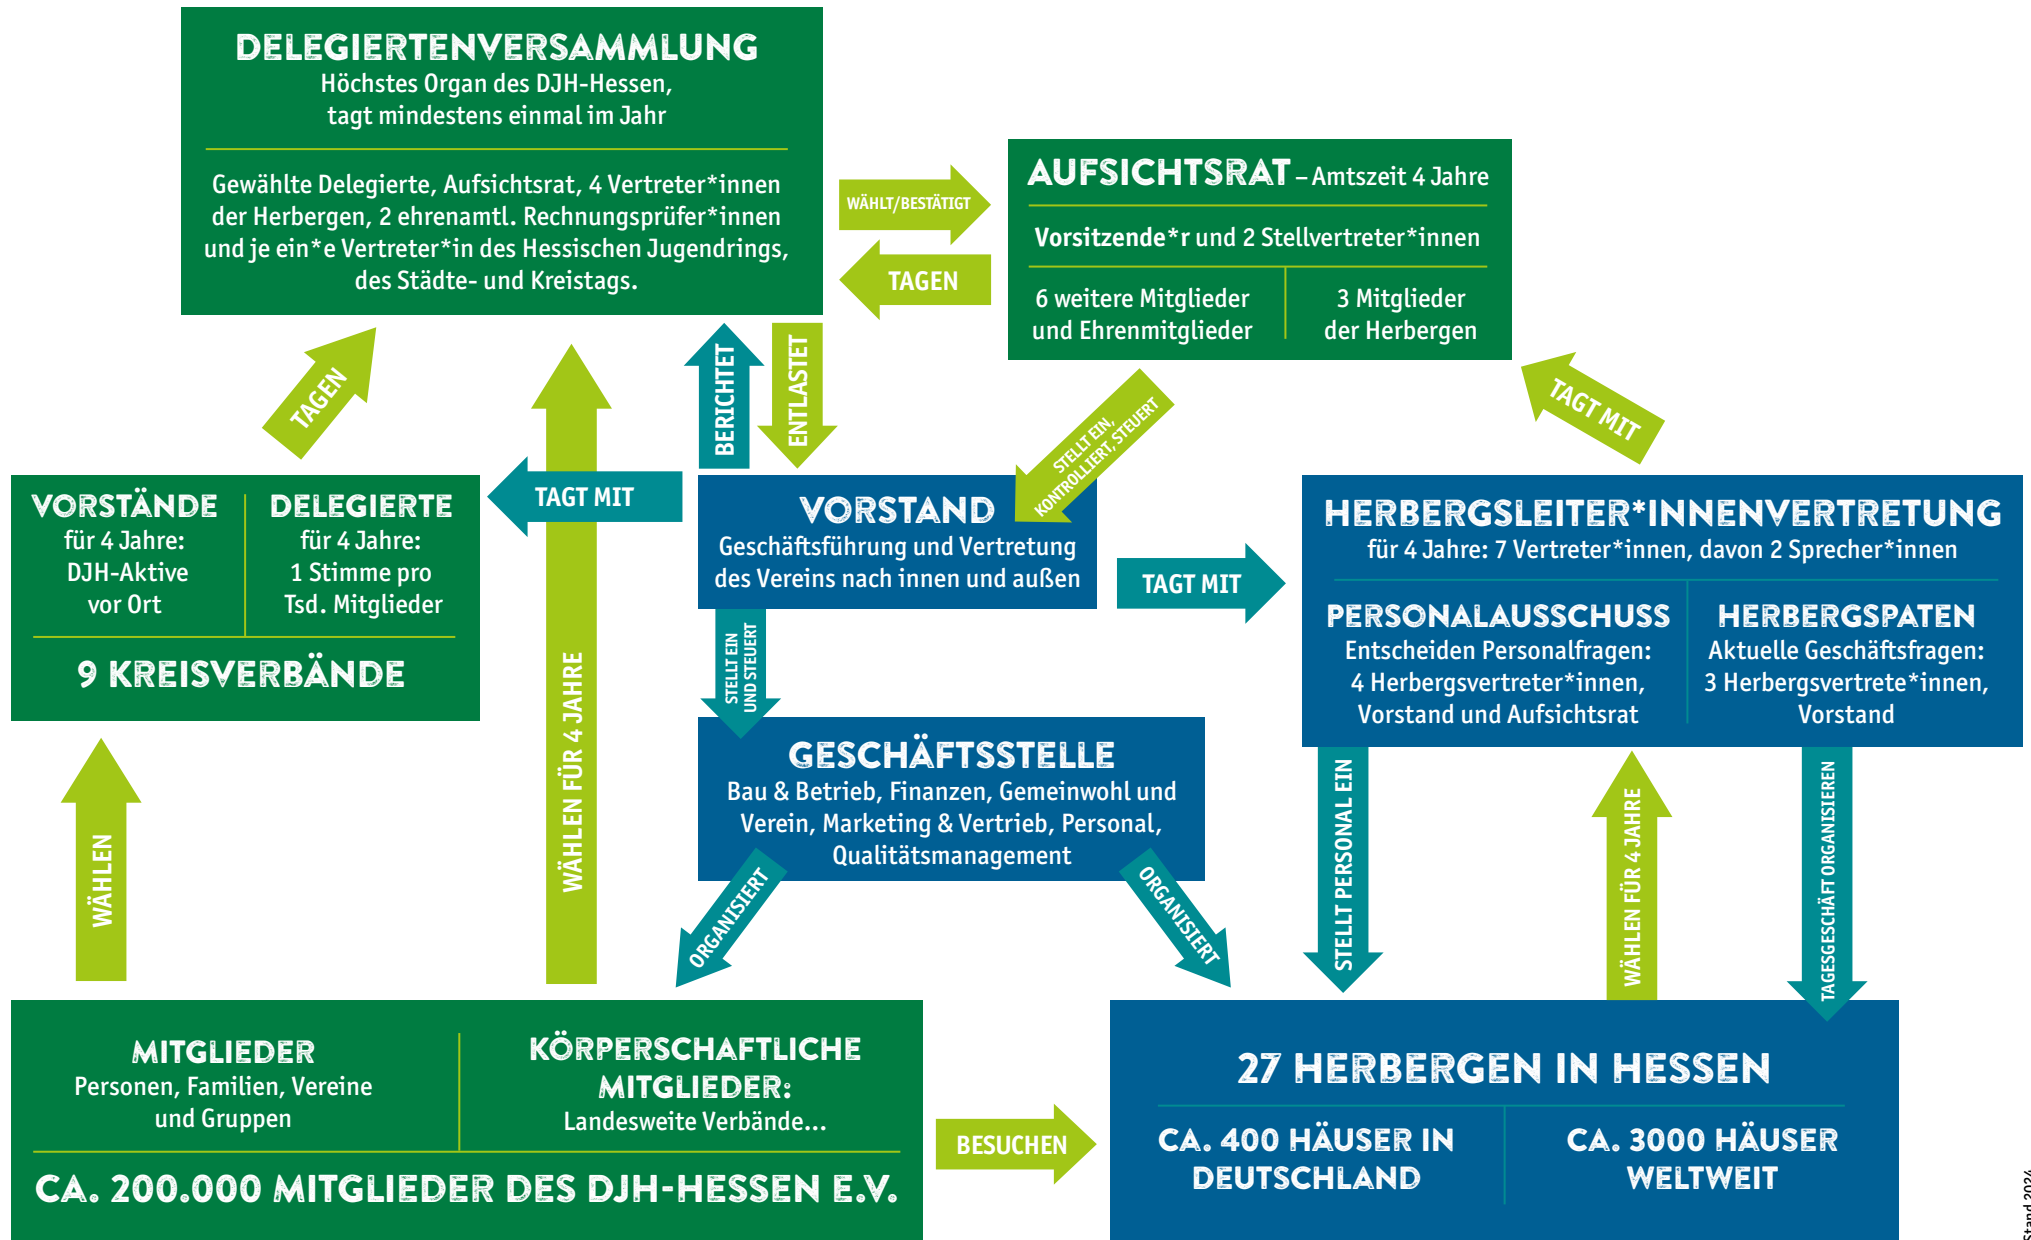 DELEGIERTENVERSAMMLUNG
Höchstes Organ des DJH-Hessen,
tagt mindestens einmal im Jahr
Gewählte Delegierte, Aufsichtsrat, 4 Vertreter*innen
der Herbergen, 2 ehrenamtl. Rechnungsprüfer*innen
und je ein*e Vertreter*in des Hessischen Jugendrings,
des Städte- und Kreistags.
WÄHLT/BESTÄTIGT
TAGEN
AUFSICHTSRAT – Amtszeit 4 Jahre
Vorsitzende*r und 2 Stellvertreter*innen
6 weitere Mitglieder
und Ehrenmitglieder
3 Mitglieder
der Herbergen
TAGEN
BERICHTET
ENTLASTET
STELLT EIN,
KONTROLLIERT, STEUERT
TAGT MIT
VORSTÄNDE
für 4 Jahre:
DJH-Aktive
vor Ort
DELEGIERTE
für 4 Jahre:
1 Stimme pro
Tsd. Mitglieder
9 KREISVERBÄNDE
TAGT MIT
VORSTAND
Geschäftsführung und Vertretung
des Vereins nach innen und außen
TAGT MIT
HERBERGSLEITER*INNENVERTRETUNG
für 4 Jahre: 7 Vertreter*innen, davon 2 Sprecher*innen
PERSONALAUSSCHUSS
Entscheiden Personalfragen:
4 Herbergsvertreter*innen,
Vorstand und Aufsichtsrat
HERBERGSPATEN
Aktuelle Geschäftsfragen:
3 Herbergsvertrete*innen,
Vorstand
STELLT EIN
UND STEUERT
GESCHÄFTSSTELLE
Bau & Betrieb, Finanzen, Gemeinwohl und
Verein, Marketing & Vertrieb, Personal,
Qualitätsmanagement
WÄHLEN
WÄHLEN FÜR 4 JAHRE
ORGANISIERT
ORGANISIERT
STELLT PERSONAL EIN
WÄHLEN FÜR 4 JAHRE
TAGESGESCHÄFT ORGANISIEREN
MITGLIEDER
Personen, Familien, Vereine
und Gruppen
KÖRPERSCHAFTLICHE
MITGLIEDER:
Landesweite Verbände...
CA. 200.000 MITGLIEDER DES DJH-HESSEN E.V.
BESUCHEN
27 HERBERGEN IN HESSEN
CA. 400 HÄUSER IN
DEUTSCHLAND
CA. 3000 HÄUSER
WELTWEIT
Stand 2024